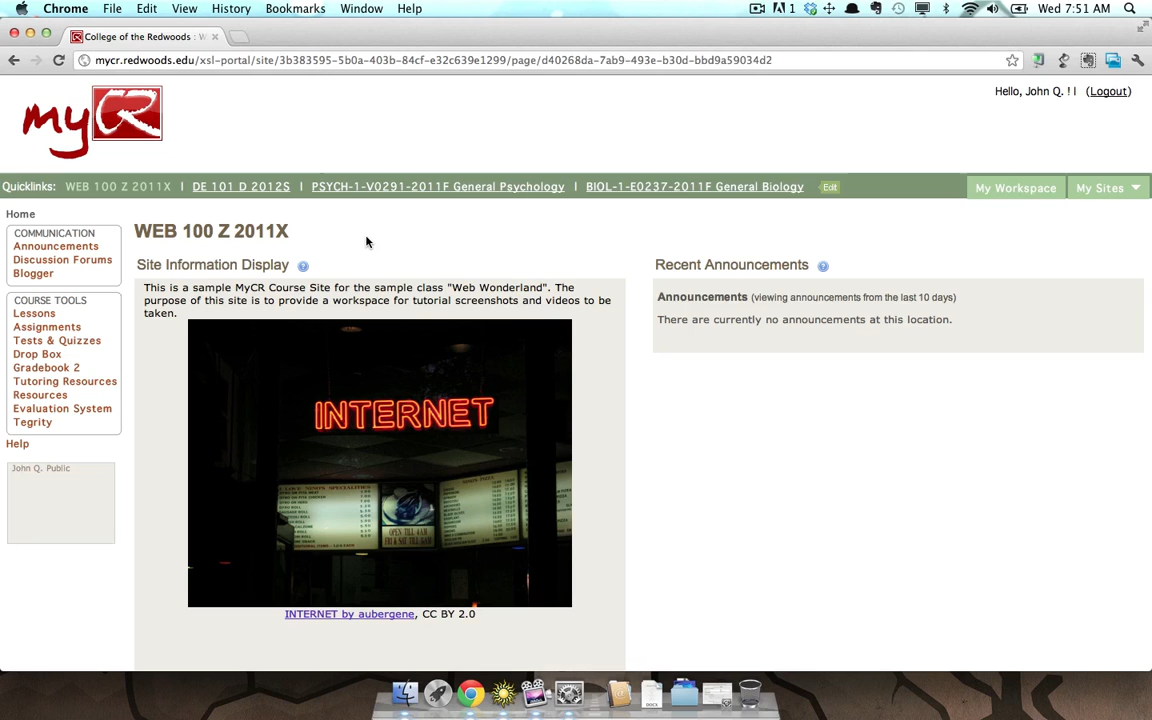 Chrome File Edit View History Bookmarks Window Help 1 Wed 7:51 AM
College of the Redwoods : W
mycr.redwoods.edu/xsl-portal/site/3b383595-5b0a-403b-84cf-e32c639e1299/page/d40268da-7ab9-493e-b30d-bbd9a59034d2
my CR
Hello, John Q. ! | (Logout)
Quicklinks: WEB 100 Z 2011X | DE 101 D 2012S | PSYCH-1-V0291-2011F General Psychology | BIOL-1-E0237-2011F General Biology Edit My Workspace My Sites
Home
COMMUNICATION
Announcements
Discussion Forums
Blogger
COURSE TOOLS
Lessons
Assignments
Tests & Quizzes
Drop Box
Gradebook 2
Tutoring Resources
Resources
Evaluation System
Tegrity
Help
John Q. Public
WEB 100 Z 2011X
Site Information Display ?
This is a sample MyCR Course Site for the sample class "Web Wonderland". The
purpose of this site is to provide a workspace for tutorial screenshots and videos to be
taken.
INTERNET
OPEN TILL 4AM
INTERNET by aubergene, CC BY 2.0
Recent Announcements ?
Announcements (viewing announcements from the last 10 days)
There are currently no announcements at this location.